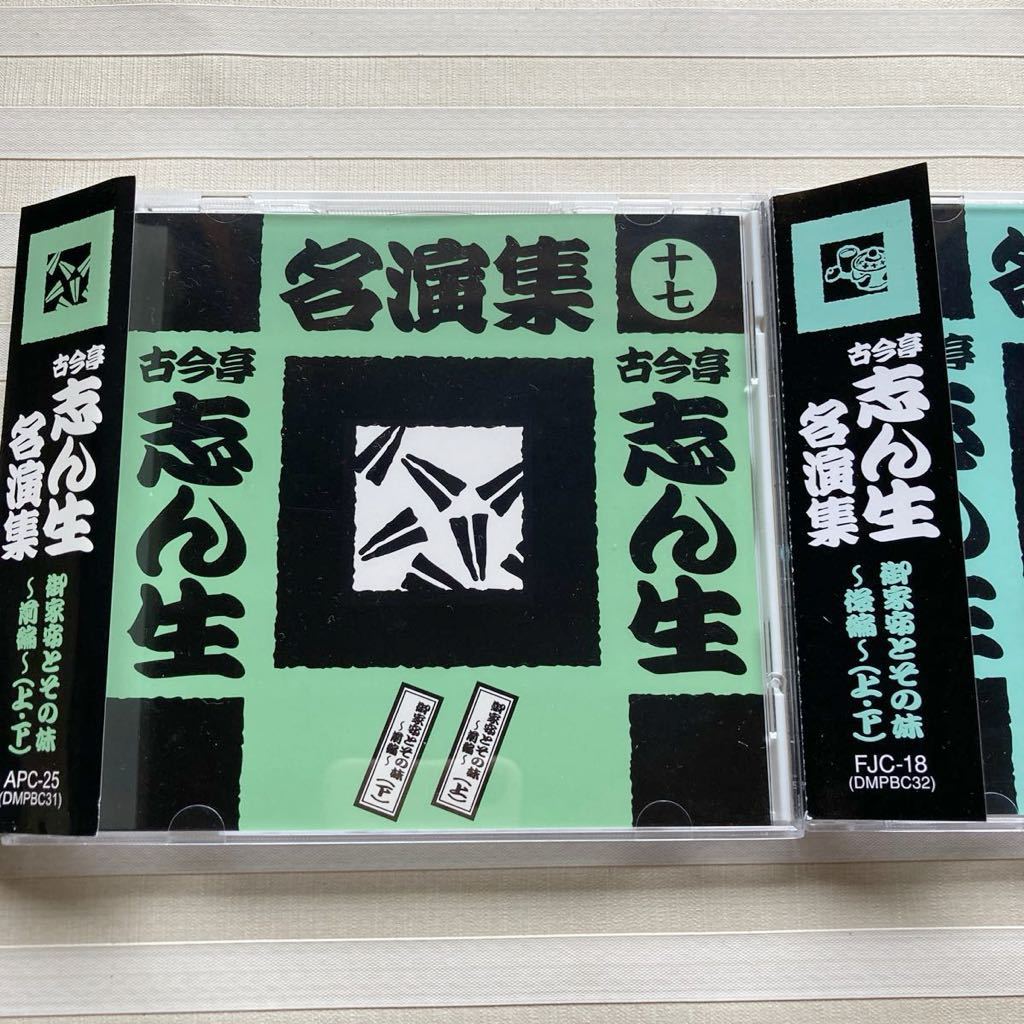 古今亭
志ん生
名演集
御家安とその妹
～前編～(上・下)
APC-25
(DMPBC31)
名演集
十七
古今亭
志ん生
古今亭
志ん生
御家安とその妹
～前編～(上)
御家安とその妹
～前編～(下)
古今亭
志ん生
名演集
御家安とその妹
～後編～(上・下)
FJC-18
(DMPBC32)